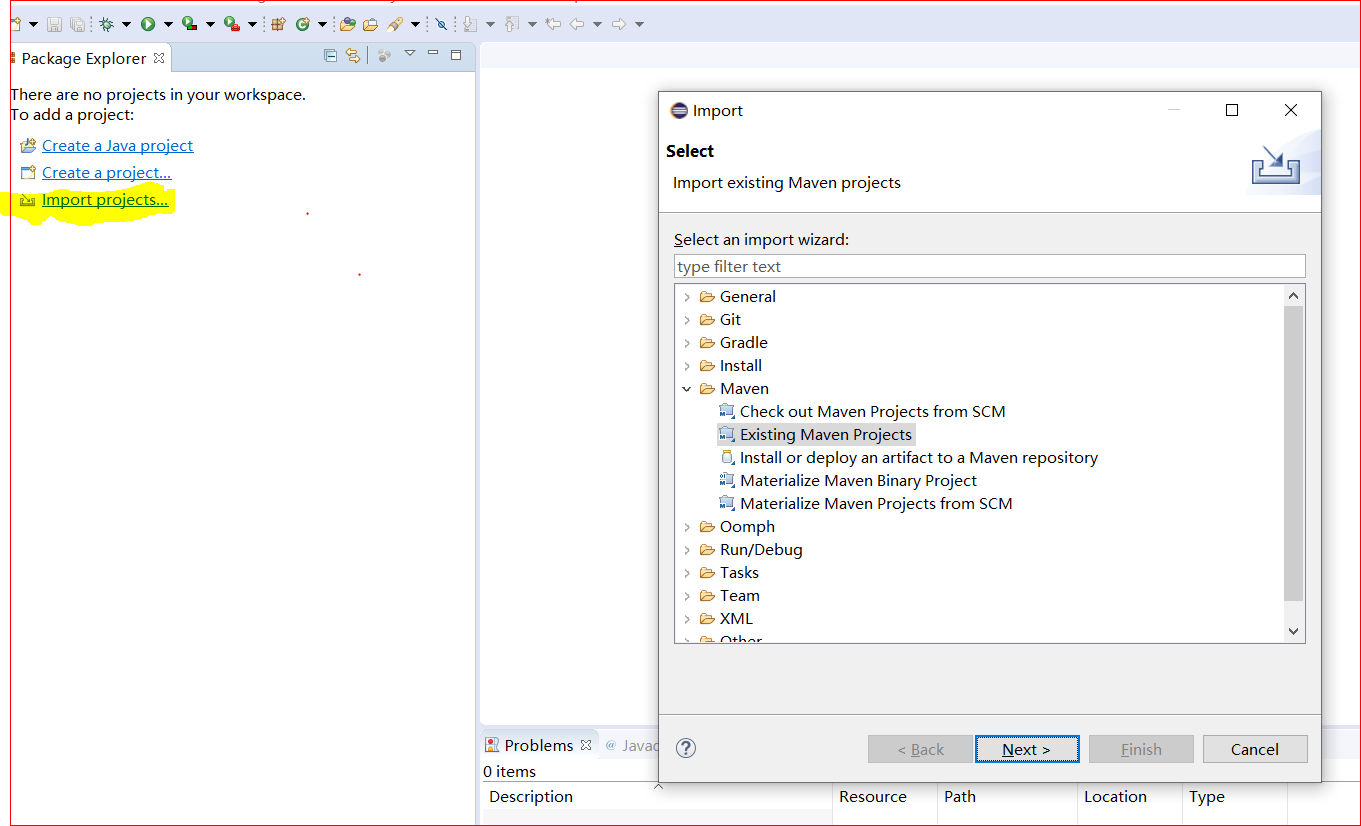 Package Explorer
There are no projects in your workspace.
To add a project:
Create a Java project
Create a project...
Import projects...
Import
Select
Import existing Maven projects
Select an import wizard:
type filter text
General
Git
Gradle
Install
Maven
Check out Maven Projects from SCM
Existing Maven Projects
Install or deploy an artifact to a Maven repository
Materialize Maven Binary Project
Materialize Maven Projects from SCM
Oomph
Run/Debug
Tasks
Team
XML
Other
< Back
Next >
Finish
Cancel
Problems
@ Javad
0 items
Description
Resource
Path
Location
Type